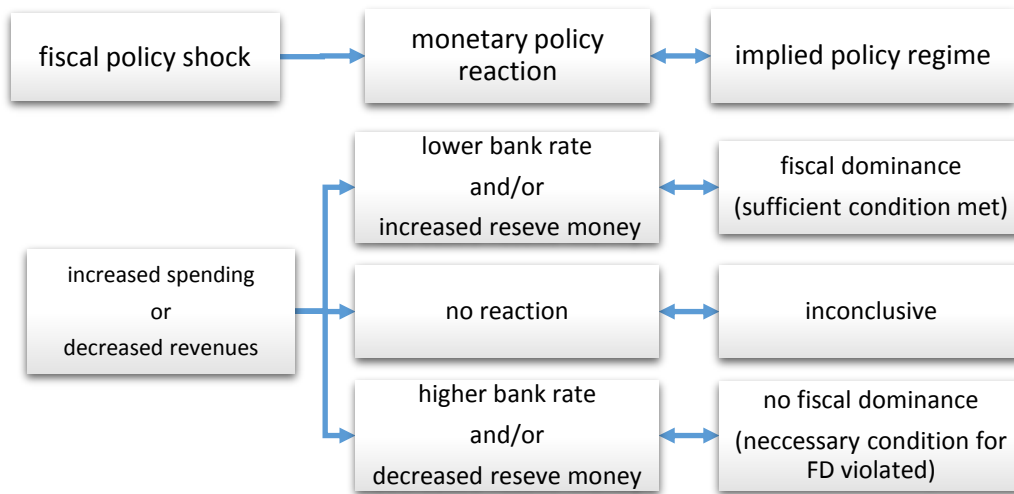 fiscal policy shock
monetary policy
reaction
implied policy regime
increased spending
or
decreased revenues
lower bank rate
and/or
increased reseve money
fiscal dominance
(sufficient condition met)
no reaction
inconclusive
higher bank rate
and/or
decreased reseve money
no fiscal dominance
(neccessary condition for
FD violated)